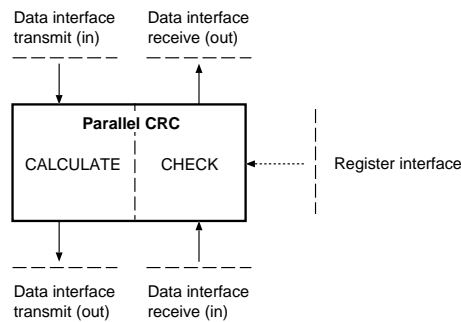 Data interface
transmit (in)
Data interface
receive (out)
Parallel CRC
CALCULATE
CHECK
Register interface
Data interface
transmit (out)
Data interface
receive (in)